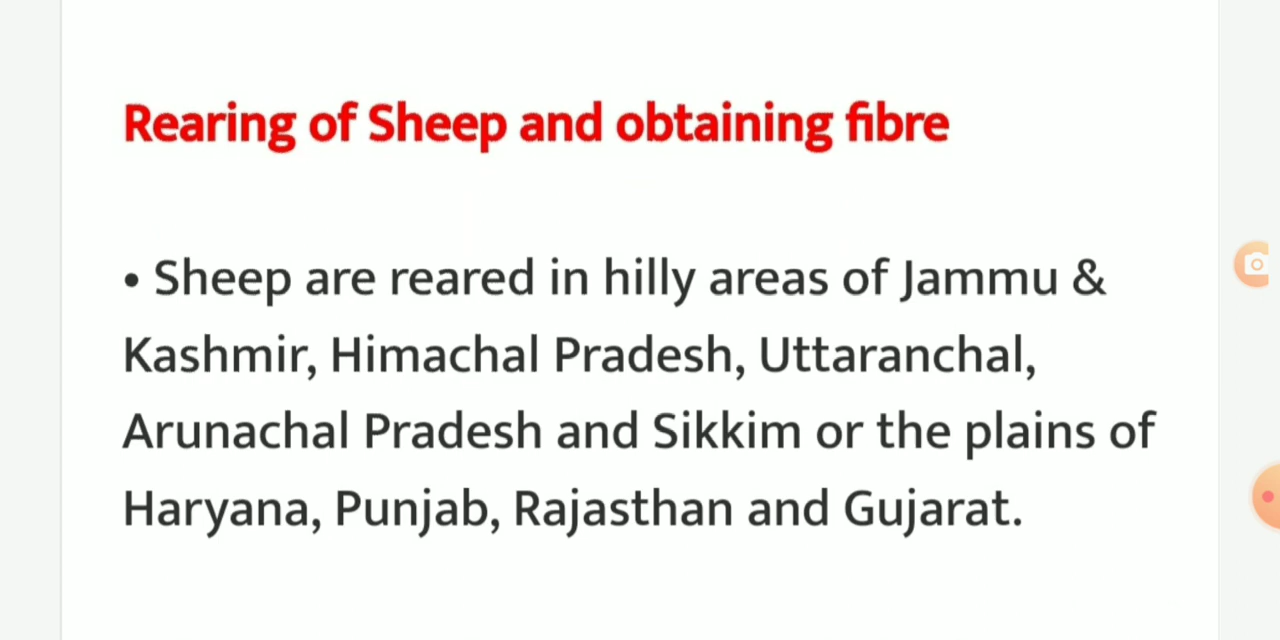 Rearing of Sheep and obtaining fibre
• Sheep are reared in hilly areas of Jammu &
Kashmir, Himachal Pradesh, Uttaranchal,
Arunachal Pradesh and Sikkim or the plains of
Haryana, Punjab, Rajasthan and Gujarat.